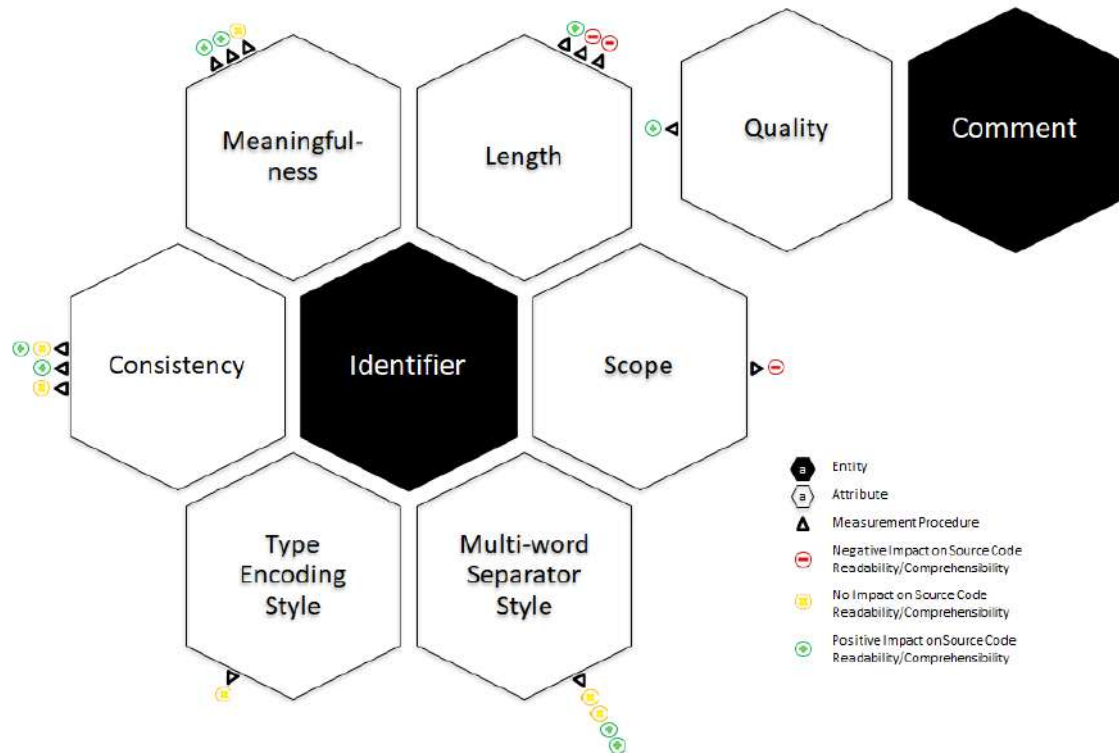 Meaningful-
ness
Length
Quality
Comment
Consistency
Identifier
Scope
Type
Encoding
Style
Multi-word
Separator
Style
a Entity
a Attribute
Measurement Procedure
Negative Impact on Source Code
Readability/Comprehensibility
No Impact on Source Code
Readability/Comprehensibility
Positive Impact on Source Code
Readability/Comprehensibility